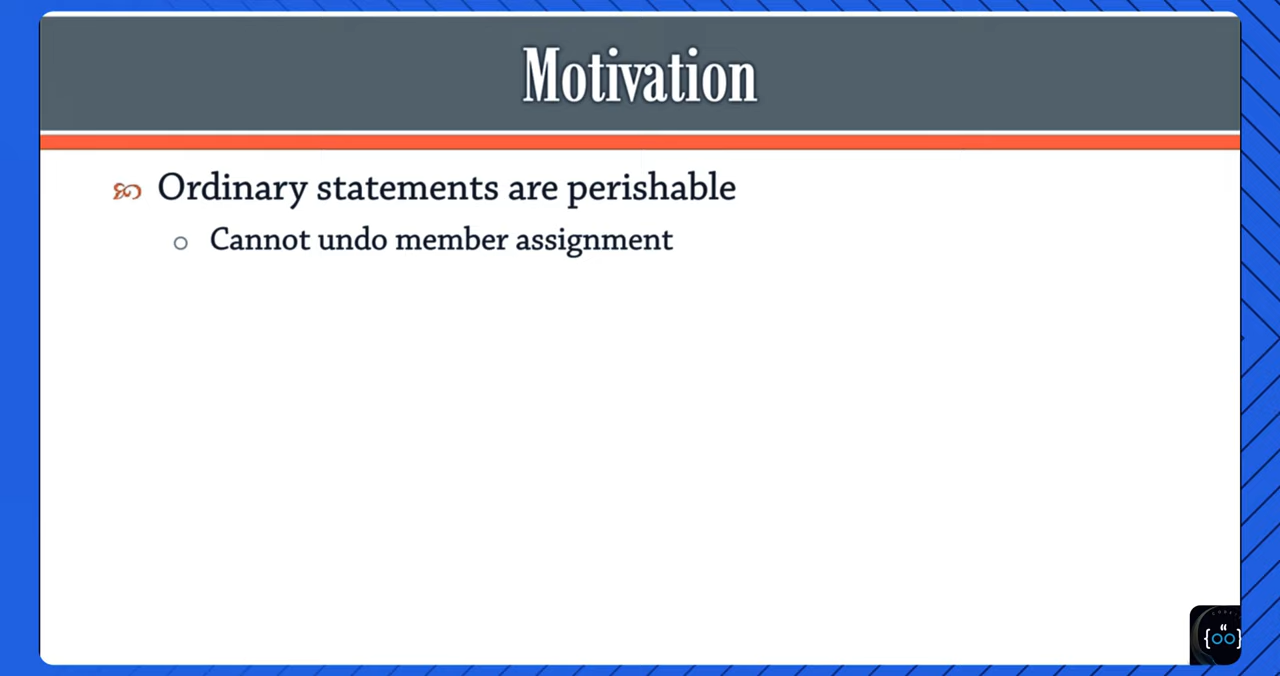 Motivation
Ordinary statements are perishable
Cannot undo member assignment